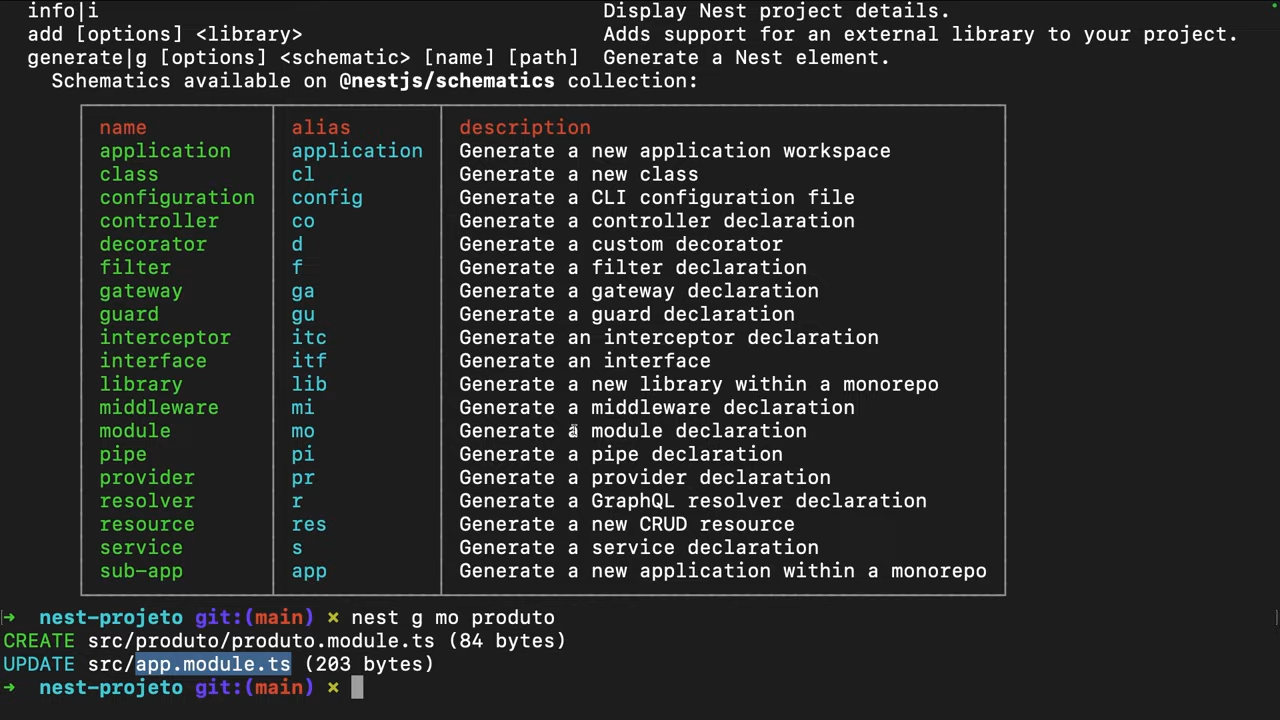 info|i Display Nest project details.
add [options] <library> Adds support for an external library to your project.
generate|g [options] <schematic> [name] [path] Generate a Nest element.
Schematics available on @nestjs/schematics collection:
name alias description
application application Generate a new application workspace
class cl Generate a new class
configuration config Generate a CLI configuration file
controller co Generate a controller declaration
decorator d Generate a custom decorator
filter f Generate a filter declaration
gateway ga Generate a gateway declaration
guard gu Generate a guard declaration
interceptor itc Generate an interceptor declaration
interface itf Generate an interface
library lib Generate a new library within a monorepo
middleware mi Generate a middleware declaration
module mo Generate a module declaration
pipe pi Generate a pipe declaration
provider pr Generate a provider declaration
resolver r Generate a GraphQL resolver declaration
resource res Generate a new CRUD resource
service s Generate a service declaration
sub-app app Generate a new application within a monorepo
➜ nest-projeto git:(main) ✗ nest g mo produto
CREATE src/produto/produto.module.ts (84 bytes)
UPDATE src/app.module.ts (203 bytes)
➜ nest-projeto git:(main) ✗